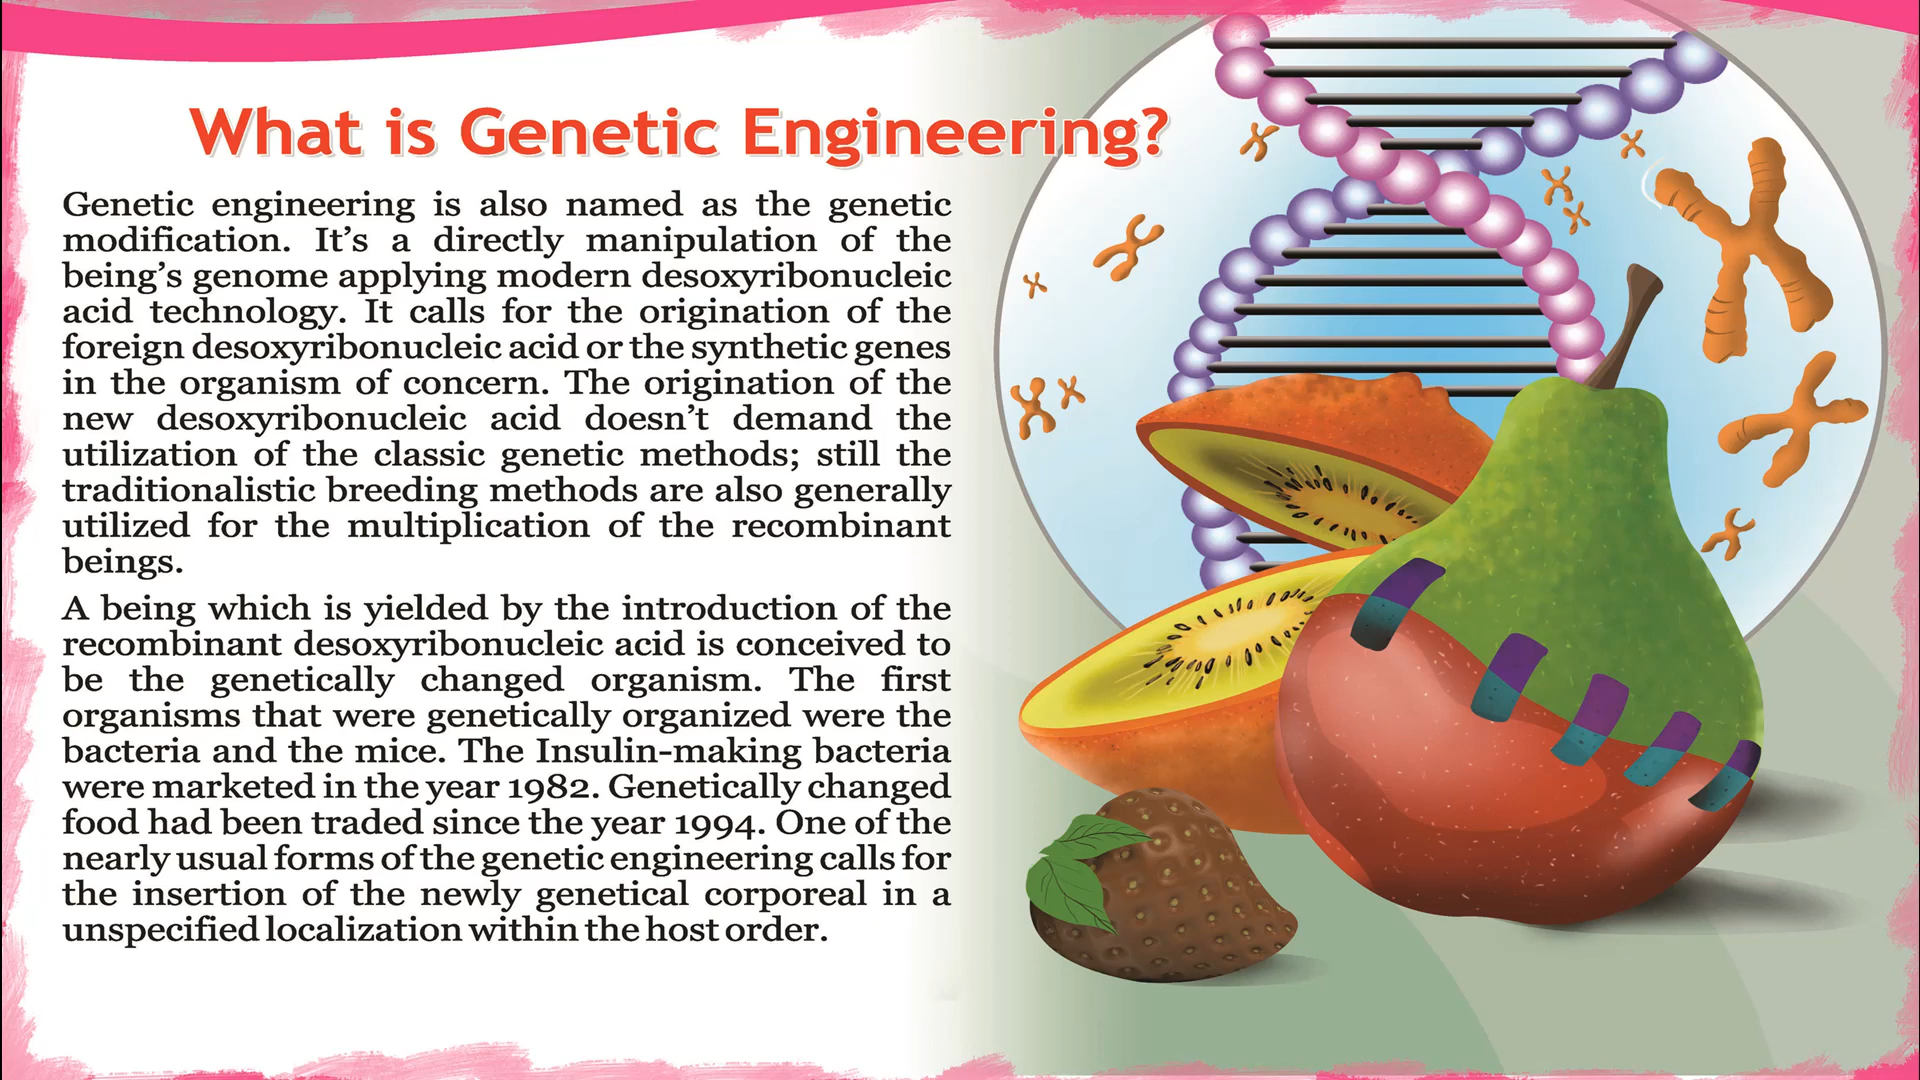 What is Genetic Engineering?
Genetic engineering is also named as the genetic
modification. It’s a directly manipulation of the
being’s genome applying modern desoxyribonucleic
acid technology. It calls for the origination of the
foreign desoxyribonucleic acid or the synthetic genes
in the organism of concern. The origination of the
new desoxyribonucleic acid doesn’t demand the
utilization of the classic genetic methods; still the
traditionalistic breeding methods are also generally
utilized for the multiplication of the recombinant
beings.
A being which is yielded by the introduction of the
recombinant desoxyribonucleic acid is conceived to
be the genetically changed organism. The first
organisms that were genetically organized were the
bacteria and the mice. The Insulin-making bacteria
were marketed in the year 1982. Genetically changed
food had been traded since the year 1994. One of the
nearly usual forms of the genetic engineering calls for
the insertion of the newly genetical corporeal in a
unspecified localization within the host order.